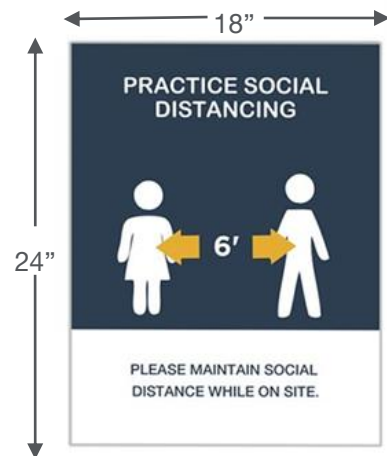 18”
PRACTICE SOCIAL
DISTANCING
6′
24”
PLEASE MAINTAIN SOCIAL
DISTANCE WHILE ON SITE.